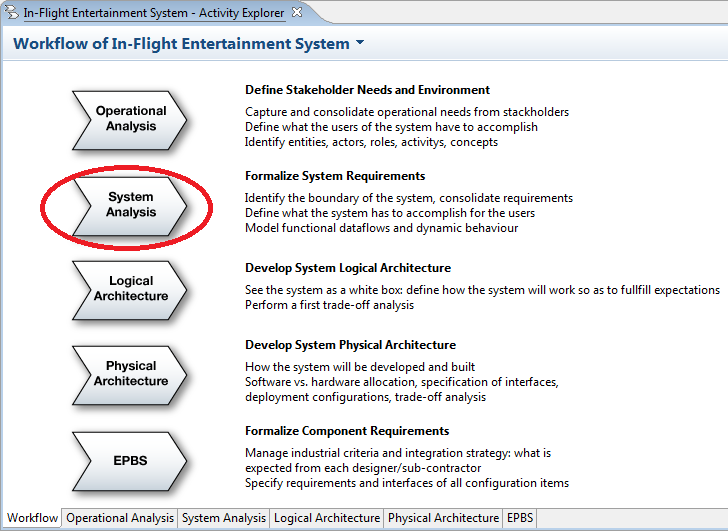 In-Flight Entertainment System - Activity Explorer
Workflow of In-Flight Entertainment System
Operational
Analysis
Define Stakeholder Needs and Environment
Capture and consolidate operational needs from stackholders
Define what the users of the system have to accomplish
Identify entities, actors, roles, activitys, concepts
System
Analysis
Formalize System Requirements
Identify the boundary of the system, consolidate requirements
Define what the system has to accomplish for the users
Model functional dataflows and dynamic behaviour
Logical
Architecture
Develop System Logical Architecture
See the system as a white box: define how the system will work so as to fullfill expectations
Perform a first trade-off analysis
Physical
Architecture
Develop System Physical Architecture
How the system will be developed and built
Software vs. hardware allocation, specification of interfaces,
deployment configurations, trade-off analysis
EPBS
Formalize Component Requirements
Manage industrial criteria and integration strategy: what is
expected from each designer/sub-contractor
Specify requirements and interfaces of all configuration items
Workflow Operational Analysis System Analysis Logical Architecture Physical Architecture EPBS